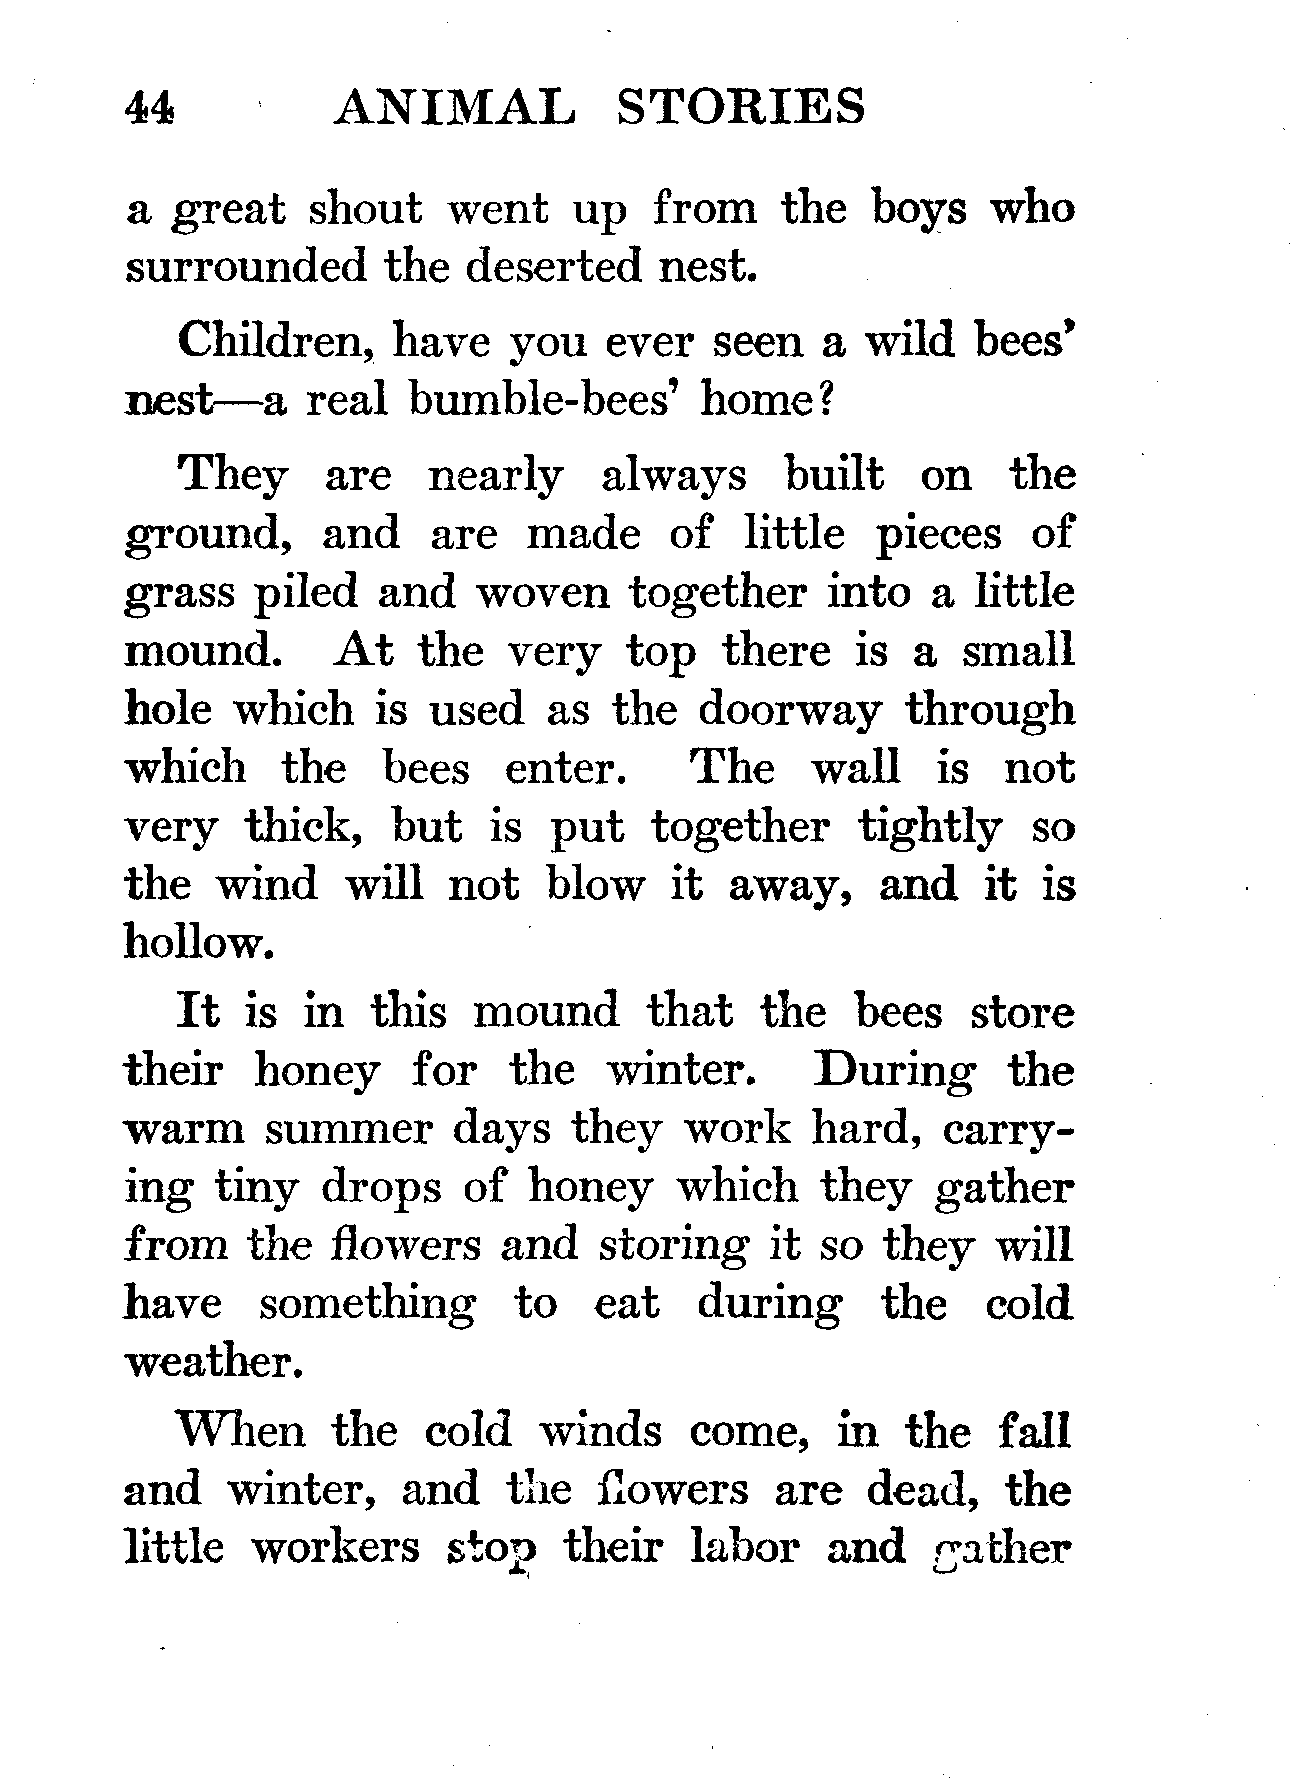 44 ANIMAL STORIES
a great shout went up from the boys who
surrounded the deserted nest.
Children, have you ever seen a wild bees'
nest—a real bumble-bees' home?
They are nearly always built on the
ground, and are made of little pieces of
grass piled and woven together into a little
mound. At the very top there is a small
hole which is used as the doorway through
which the bees enter. The wall is not
very thick, but is put together tightly so
the wind will not blow it away, and it is
hollow.
It is in this mound that the bees store
their honey for the winter. During the
warm summer days they work hard, carry-
ing tiny drops of honey which they gather
from the flowers and storing it so they will
have something to eat during the cold
weather.
When the cold winds come, in the fall
and winter, and the flowers are dead, the
little workers stop their labor and gather